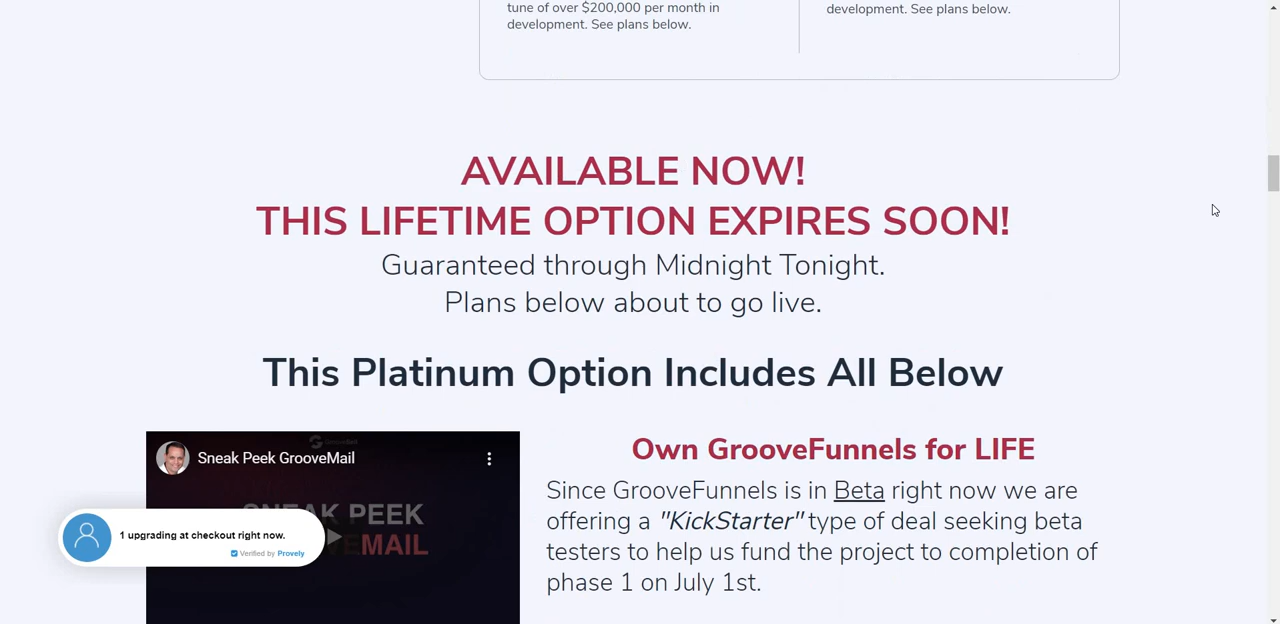 tune of over $200,000 per month in
development. See plans below.
development. See plans below.
AVAILABLE NOW!
THIS LIFETIME OPTION EXPIRES SOON!
Guaranteed through Midnight Tonight.
Plans below about to go live.
This Platinum Option Includes All Below
Sneak Peek GrooveMail
SNEAK PEEK
MAIL
1 upgrading at checkout right now.
Verified by Provely
Own GrooveFunnels for LIFE
Since GrooveFunnels is in Beta right now we are
offering a "KickStarter" type of deal seeking beta
testers to help us fund the project to completion of
phase 1 on July 1st.